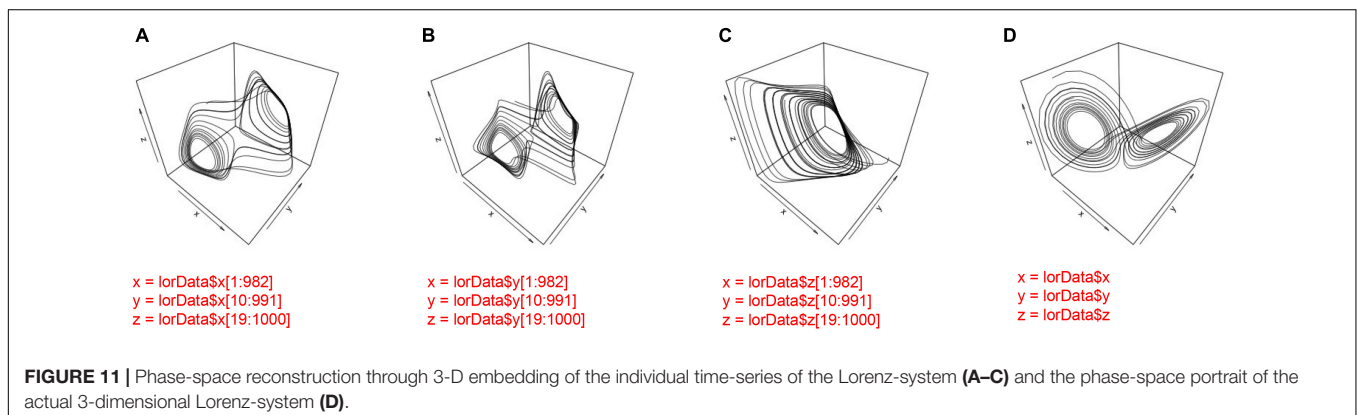 A B C D
z x y z x y z x y z x y
x = lorData$x[1:982]
y = lorData$x[10:991]
z = lorData$x[19:1000]
x = lorData$y[1:982]
y = lorData$y[10:991]
z = lorData$y[19:1000]
x = lorData$z[1:982]
y = lorData$z[10:991]
z = lorData$z[19:1000]
x = lorData$x
y = lorData$y
z = lorData$z
FIGURE 11 | Phase-space reconstruction through 3-D embedding of the individual time-series of the Lorenz-system (A–C) and the phase-space portrait of the
actual 3-dimensional Lorenz-system (D).